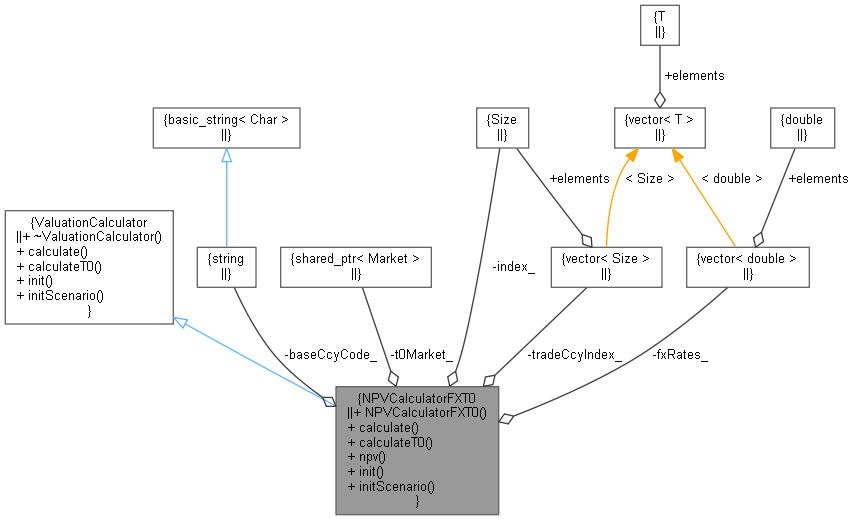 {T
||}
+elements
{basic_string< Char >
||}
{Size
||}
{vector< T >
||}
{double
||}
+elements
< Size >
< double >
+elements
{ValuationCalculator
||+ ~ValuationCalculator()
+ calculate()
+ calculateT0()
+ init()
+ initScenario()
}
{string
||}
{shared_ptr< Market >
||}
-index_
{vector< Size >
||}
{vector< double >
||}
-baseCcyCode_
-t0Market_
-tradeCcyIndex_
-fxRates_
{NPVCalculatorFXT0
||+ NPVCalculatorFXT0()
+ calculate()
+ calculateT0()
+ npv()
+ init()
+ initScenario()
}